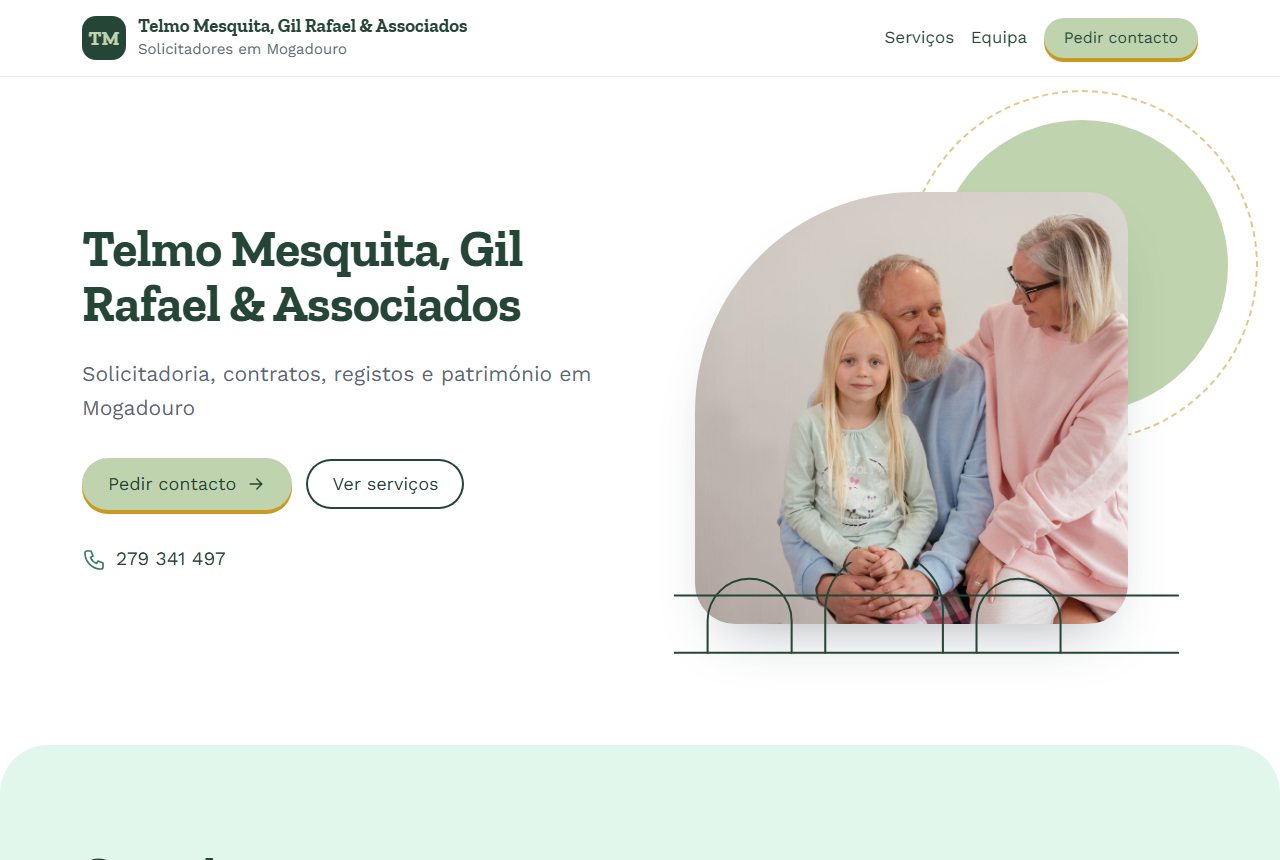 TM
Telmo Mesquita, Gil Rafael & Associados
Solicitadores em Mogadouro
Serviços
Equipa
Pedir contacto
Telmo Mesquita, Gil
Rafael & Associados
Solicitadoria, contratos, registos e património em
Mogadouro
Pedir contacto
Ver serviços
279 341 497